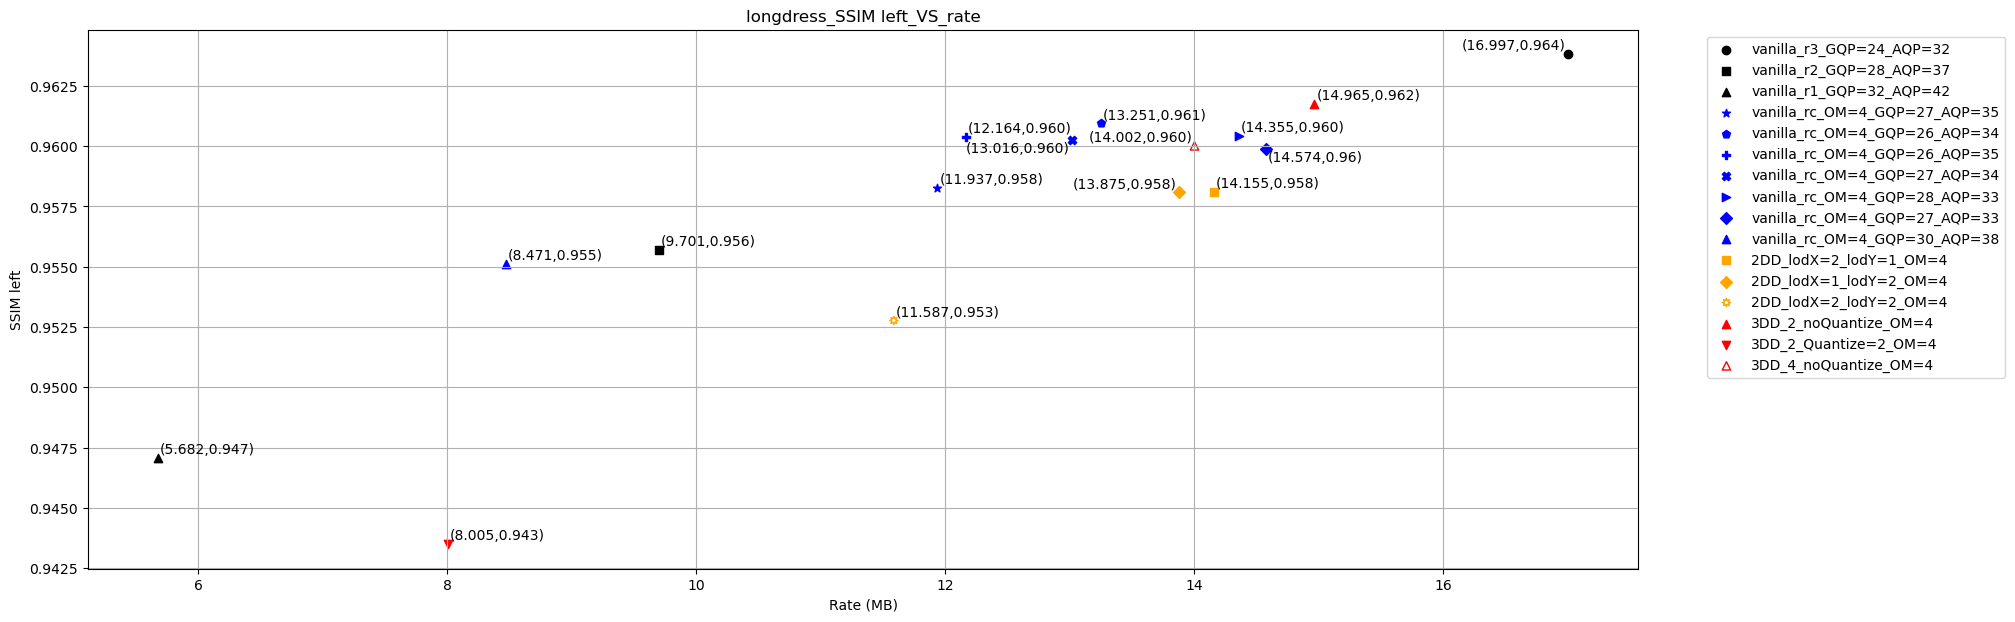 longdress_SSIM left_VS_rate
SSIM left
0.9625
0.9600
0.9575
0.9550
0.9525
0.9500
0.9475
0.9450
0.9425
(16.997,0.964)
(14.965,0.962)
(13.251,0.961)
(12.164,0.960)
(14.355,0.960)
(14.002,0.960)
(13.016,0.960)
(14.574,0.96)
(11.937,0.958)
(13.875,0.958)
(14.155,0.958)
(9.701,0.956)
(8.471,0.955)
(11.587,0.953)
(5.682,0.947)
(8.005,0.943)
6 8 10 12 14 16
Rate (MB)
vanilla_r3_GQP=24_AQP=32
vanilla_r2_GQP=28_AQP=37
vanilla_r1_GQP=32_AQP=42
vanilla_rc_OM=4_GQP=27_AQP=35
vanilla_rc_OM=4_GQP=26_AQP=34
vanilla_rc_OM=4_GQP=26_AQP=35
vanilla_rc_OM=4_GQP=27_AQP=34
vanilla_rc_OM=4_GQP=28_AQP=33
vanilla_rc_OM=4_GQP=27_AQP=33
vanilla_rc_OM=4_GQP=30_AQP=38
2DD_lodX=2_lodY=1_OM=4
2DD_lodX=1_lodY=2_OM=4
2DD_lodX=2_lodY=2_OM=4
3DD_2_noQuantize_OM=4
3DD_2_Quantize=2_OM=4
3DD_4_noQuantize_OM=4